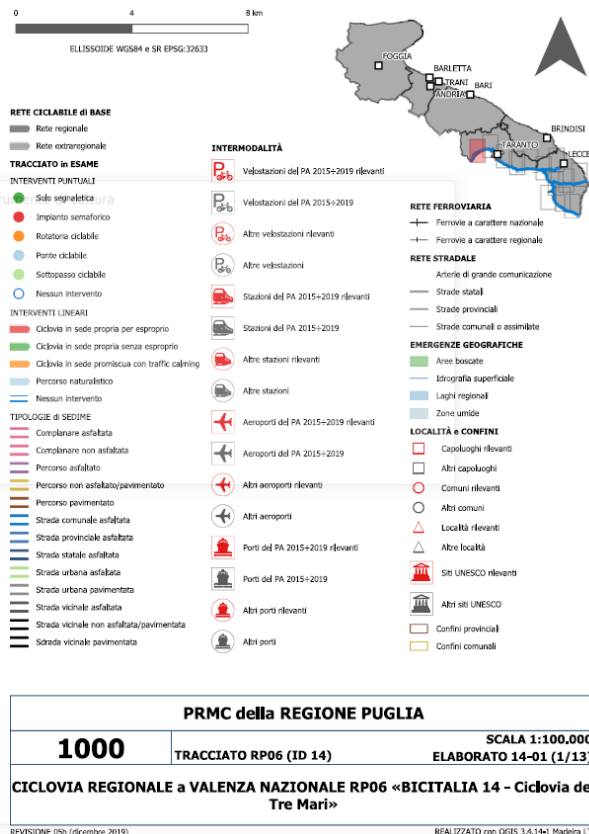 0 4 8 km
ELLISSOIDE WGS84 e SR EPSG:32633
FOGGIA
BARLETTA
TRANI
ANDRIA
BARI
BRINDISI
TARANTO
LECCE
RETE CICLABILE di BASE
Rete regionale
Rete extraregionale
TRACCIATO in ESAME
INTERVENTI PUNTUALI
Solo segnaletica
Impianto semaforico
Rotatoria ciclabile
Ponte ciclabile
Sottopasso ciclabile
Nessun intervento
INTERVENTI LINEARI
Ciclovia in sede propria per esproprio
Ciclovia in sede propria senza esproprio
Ciclovia in sede promiscua con traffic calming
Percorso naturalistico
Nessun intervento
TIPOLOGIE di SEDIME
Complanare asfaltata
Complanare non asfaltata
Percorso asfaltato
Percorso non asfaltato/pavimentato
Percorso pavimentato
Strada comunale asfaltata
Strada provinciale asfaltata
Strada statale asfaltata
Strada urbana asfaltata
Strada urbana pavimentata
Strada vicinale asfaltata
Strada vicinale non asfaltata/pavimentata
Sdrada vicinale pavimentata
INTERMODALITÀ
Velostazioni del PA 2015÷2019 rilevanti
Velostazioni del PA 2015÷2019
Altre velostazioni rilevanti
Altre velostazioni
Stazioni del PA 2015÷2019 rilevanti
Stazioni del PA 2015÷2019
Altre stazioni rilevanti
Altre stazioni
Aeroporti del PA 2015÷2019 rilevanti
Aeroporti del PA 2015÷2019
Altri aeroporti rilevanti
Altri aeroporti
Porti del PA 2015÷2019 rilevanti
Porti del PA 2015÷2019
Altri porti rilevanti
Altri porti
RETE FERROVIARIA
Ferrovie a carattere nazionale
Ferrovie a carattere regionale
RETE STRADALE
Arterie di grande comunicazione
Strade statali
Strade provinciali
Strade comunali o assimilate
EMERGENZE GEOGRAFICHE
Aree boscate
Idrografia superficiale
Laghi regionali
Zone umide
LOCALITÀ e CONFINI
Capoluoghi rilevanti
Altri capoluoghi
Comuni rilevanti
Altri comuni
Località rilevanti
Altre località
Siti UNESCO rilevanti
Altri siti UNESCO
Confini provinciali
Confini comunali
PRMC della REGIONE PUGLIA
1000
TRACCIATO RP06 (ID 14)
SCALA 1:100.000
ELABORATO 14-01 (1/13)
CICLOVIA REGIONALE a VALENZA NAZIONALE RP06 «BICITALIA 14 – Ciclovia de
Tre Mari»
REVISIONE 05b (dicembre 2019)
REALIZZATO con QGIS 3.4.14-1 Madeira LT